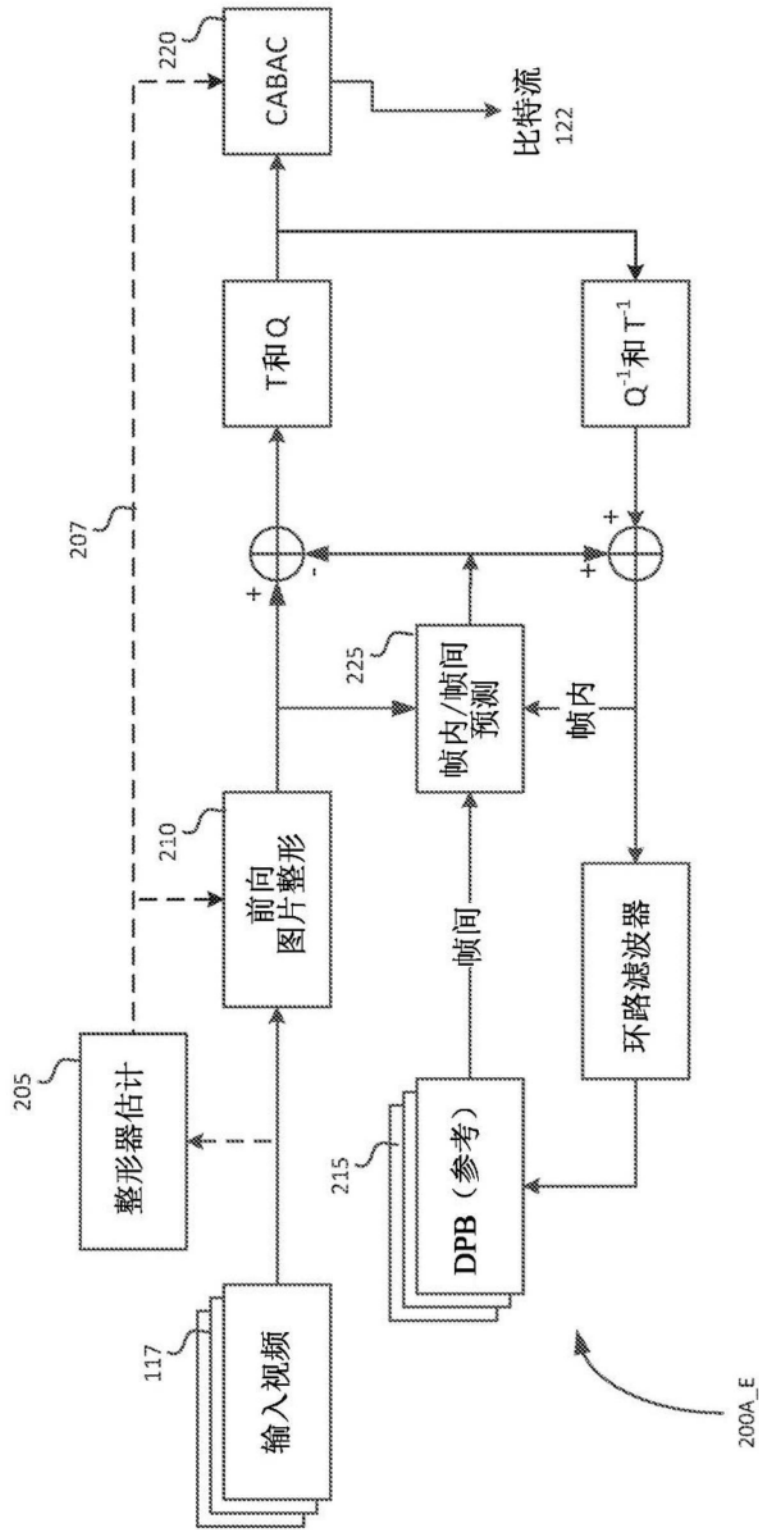 117
输入视频
205
整形器估计
207
210
前向
图片整形
+
-
T和Q
220
CABAC
比特流
122
215
DPB（参考）
帧间
225
帧内/帧间
预测
帧内
+
+
Q⁻¹和T⁻¹
环路滤波器
200A_E